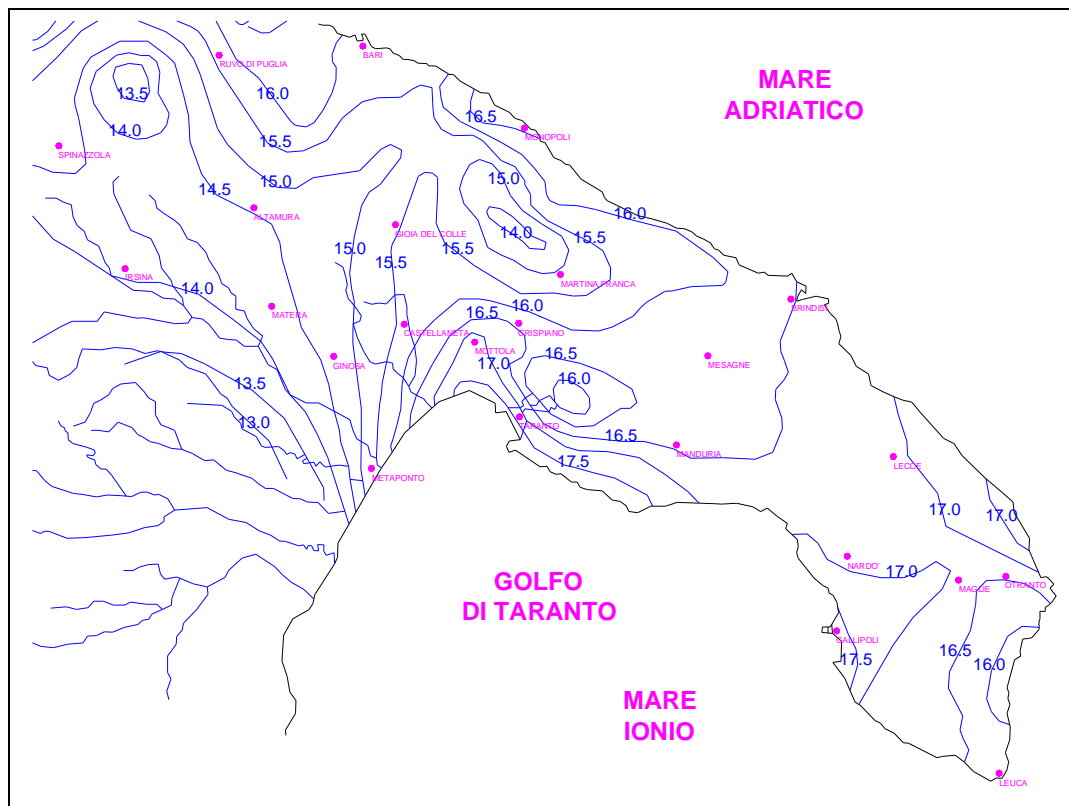 BARI
RUVO DI PUGLIA
MARE
ADRIATICO
13.5
16.0
16.5
14.0
MONOPOLI
15.5
SPINAZZOLA
15.0
15.0
14.5
ALTAMURA
16.0
GIOIA DEL COLLE
14.0
15.0
15.5
15.5
15.5
IRSINA
MARTINA FRANCA
14.0
MATERA
16.0
BRINDISI
16.5
CASTELLANETA
CRISPIANO
MOTTOLA
16.5
GINOSA
17.0
MESAGNE
13.5
16.0
13.0
TARANTO
16.5
MANDURIA
LECCE
17.5
METAPONTO
17.0
17.0
NARDO'
17.0
GOLFO
DI TARANTO
MAGLIE
OTRANTO
GALLIPOLI
16.5
17.5
16.0
MARE
IONIO
LEUCA